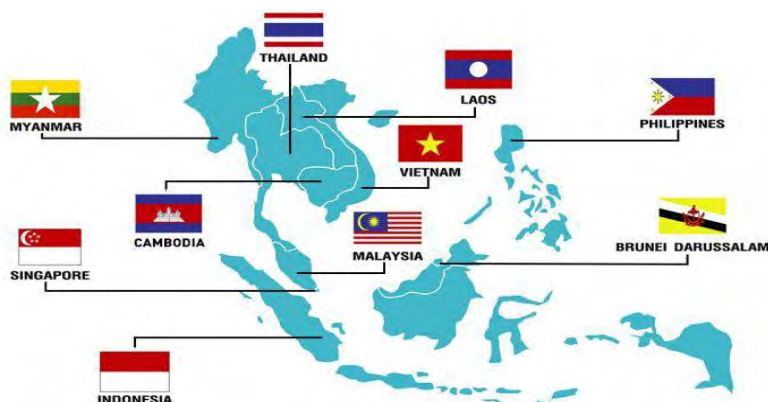 THAILAND
LAOS
MYANMAR
PHILIPPINES
VIETNAM
CAMBODIA
MALAYSIA
BRUNEI DARUSSALAM
SINGAPORE
INDONESIA